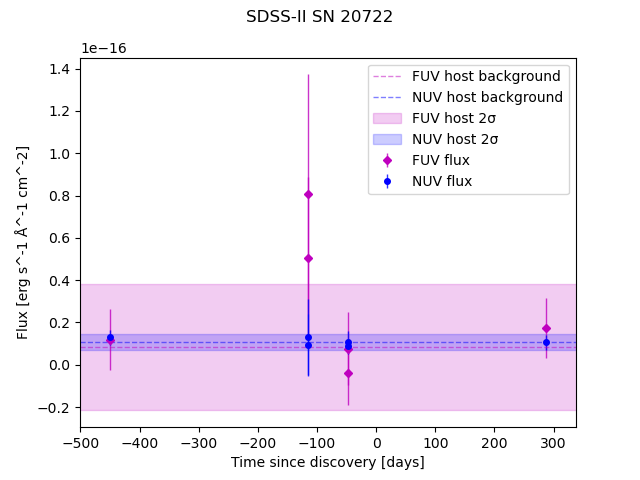 SDSS-II SN 20722
1e−16
FUV host background
NUV host background
FUV host 2σ
NUV host 2σ
FUV flux
NUV flux
1.4
1.2
1.0
0.8
0.6
0.4
0.2
0.0
−0.2
Flux [erg s^-1 Å^-1 cm^-2]
−500 −400 −300 −200 −100 0 100 200 300
Time since discovery [days]